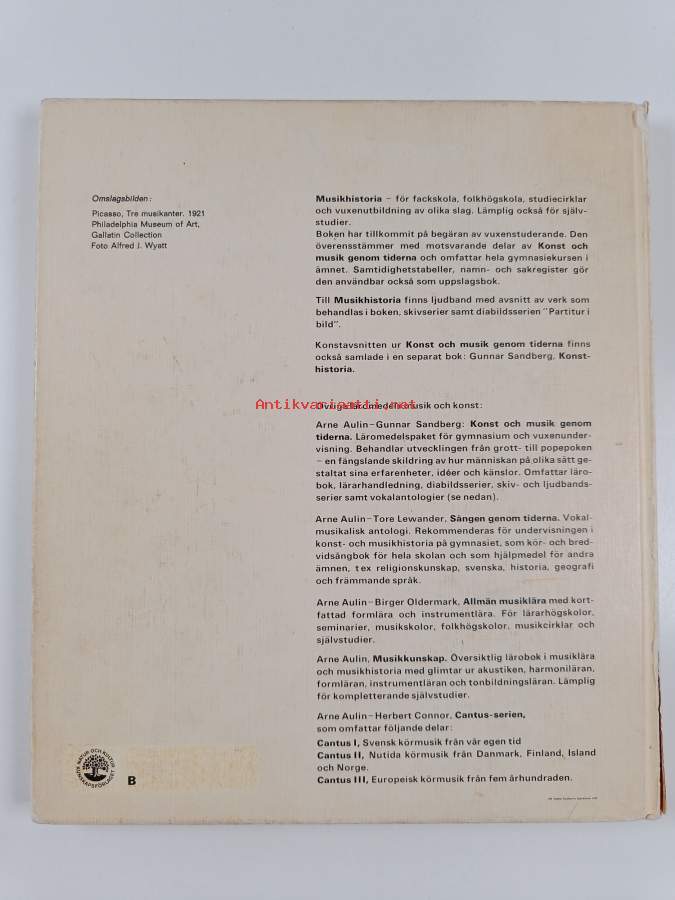 Omslagsbilden:
Picasso, Tre musikanter. 1921
Philadelphia Museum of Art,
Gallatin Collection
Foto Alfred J. Wyatt
Musikhistoria – för fackskola, folkhögskola, studiecirklar
och vuxenutbildning av olika slag. Lämplig också för själv-
studier.
Boken har tillkommit på begäran av vuxenstuderande. Den
överensstämmer med motsvarande delar av Konst och
musik genom tiderna och omfattar hela gymnasiekursen i
ämnet. Samtidighetstabeller, namn- och sakregister gör
den användbar också som uppslagsbok.
Till Musikhistoria finns ljudband med avsnitt av verk som
behandlas i boken, skivserier samt diabildsserien "Partitur i
bild".
Konstavsnitten ur Konst och musik genom tiderna finns
också samlade i en separat bok: Gunnar Sandberg, Konst-
historia.
Antikvariaatti.net
Övriga läromedel i musik och konst:
Arne Aulin–Gunnar Sandberg: Konst och musik genom
tiderna. Läromedelspaket för gymnasium och vuxenunder-
visning. Behandlar utvecklingen från grott- till popepoken
– en fängslande skildring av hur människan på olika sätt ge-
staltat sina erfarenheter, idéer och känslor. Omfattar läro-
bok, lärarhandledning, diabildsserier, skiv- och ljudbands-
serier samt vokalantologier (se nedan).
Arne Aulin–Tore Lewander, Sången genom tiderna. Vokal-
musikalisk antologi. Rekommenderas för undervisningen i
konst- och musikhistoria på gymnasiet, som kör- och bred-
vidsångbok för hela skolan och som hjälpmedel för andra
ämnen, t ex religionskunskap, svenska, historia, geografi
och främmande språk.
Arne Aulin–Birger Oldermark, Allmän musiklära med kort-
fattad formlära och instrumentlära. För lärarhögskolor,
seminarier, musikskolor, folkhögskolor, musikcirklar och
självstudier.
Arne Aulin, Musikkunskap. Översiktlig lärobok i musiklära
och musikhistoria med glimtar ur akustiken, harmoniläran,
formläran, instrumentläran och tonbildningsläran. Lämplig
för kompletterande självstudier.
Arne Aulin–Herbert Connor, Cantus-serien,
som omfattar följande delar:
Cantus I, Svensk körmusik från vår egen tid
Cantus II, Nutida körmusik från Danmark, Finland, Island
och Norge.
Cantus III, Europeisk körmusik från fem århundraden.
NATUR OCH KULTUR
B